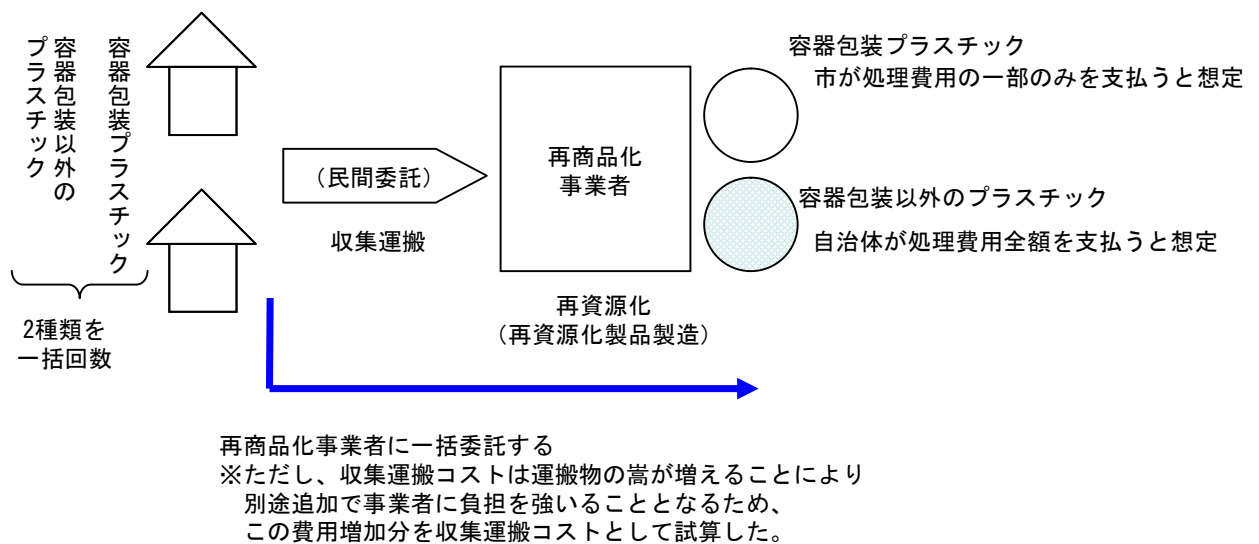 容器包装プラスチック
容器包装以外の
プラスチック
2種類を
一括回数
（民間委託）
収集運搬
再商品化
事業者
再資源化
（再資源化製品製造）
容器包装プラスチック
市が処理費用の一部のみを支払うと想定
容器包装以外のプラスチック
自治体が処理費用全額を支払うと想定
再商品化事業者に一括委託する
※ただし、収集運搬コストは運搬物の嵩が増えることにより
別途追加で事業者に負担を強いることとなるため、
この費用増加分を収集運搬コストとして試算した。